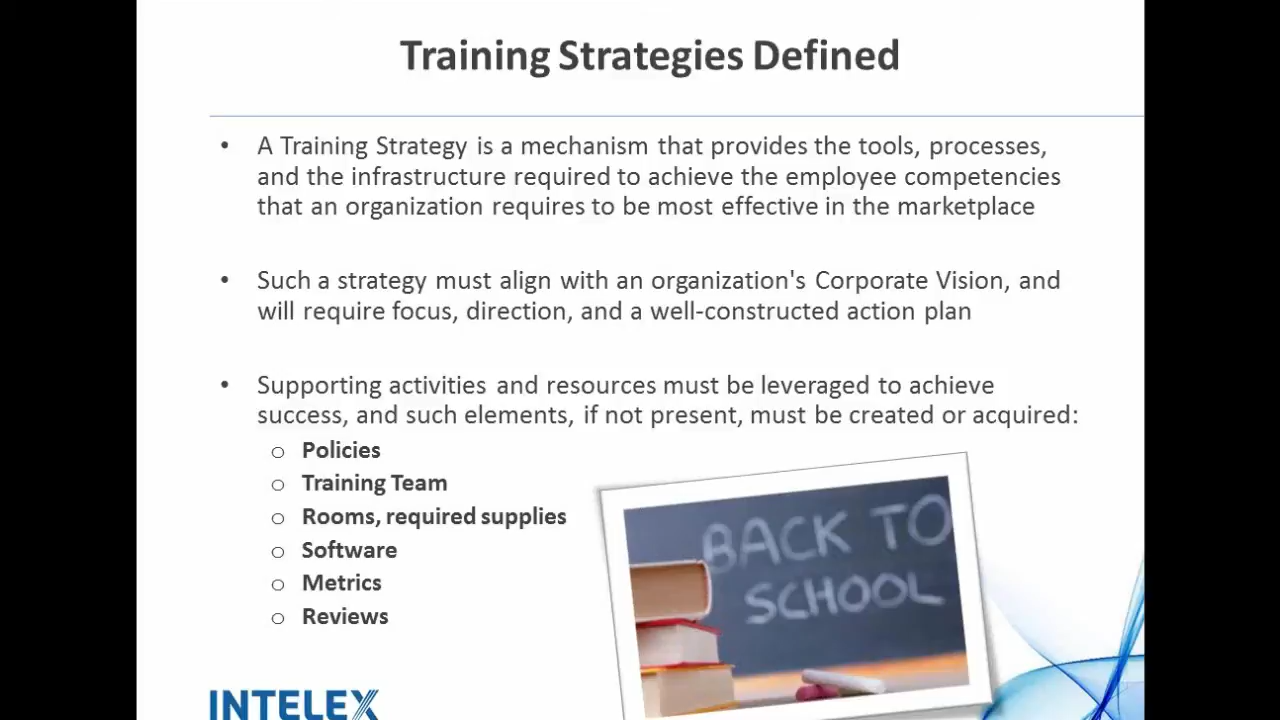 Training Strategies Defined
• A Training Strategy is a mechanism that provides the tools, processes,
and the infrastructure required to achieve the employee competencies
that an organization requires to be most effective in the marketplace
• Such a strategy must align with an organization's Corporate Vision, and
will require focus, direction, and a well-constructed action plan
• Supporting activities and resources must be leveraged to achieve
success, and such elements, if not present, must be created or acquired:
o Policies
o Training Team
o Rooms, required supplies
o Software
o Metrics
o Reviews
BACK TO
SCHOOL
INTELEX